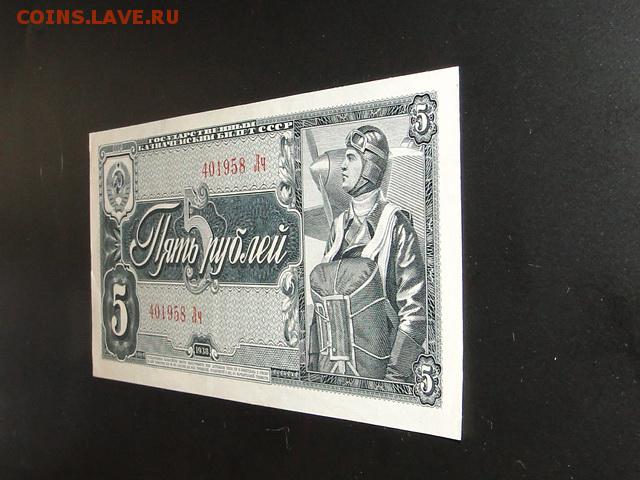 COINS.LAVE.RU
ГОСУДАРСТВЕННЫЙ
КАЗНАЧЕЙСКИЙ БИЛЕТ СССР
5
401958 Лч
5
Пять рублей
5
401958 Лч
1938
5